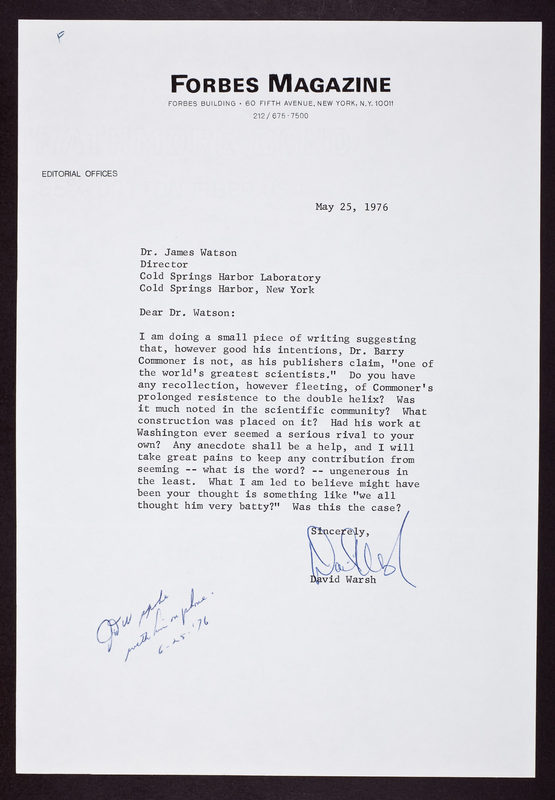 F
FORBES MAGAZINE
FORBES BUILDING • 60 FIFTH AVENUE, NEW YORK, N.Y. 10011
212/675-7500
EDITORIAL OFFICES
May 25, 1976
Dr. James Watson
Director
Cold Springs Harbor Laboratory
Cold Springs Harbor, New York
Dear Dr. Watson:
I am doing a small piece of writing suggesting
that, however good his intentions, Dr. Barry
Commoner is not, as his publishers claim, "one of
the world's greatest scientists."  Do you have
any recollection, however fleeting, of Commoner's
prolonged resistence to the double helix?  Was
it much noted in the scientific community?  What
construction was placed on it?  Had his work at
Washington ever seemed a serious rival to your
own?  Any anecdote shall be a help, and I will
take great pains to keep any contribution from
seeming -- what is the word? -- ungenerous in
the least.  What I am led to believe might have
been your thought is something like "we all
thought him very batty?"  Was this the case?
Sincerely,
David Warsh
JDW spoke
with him on phone.
6-25-'76